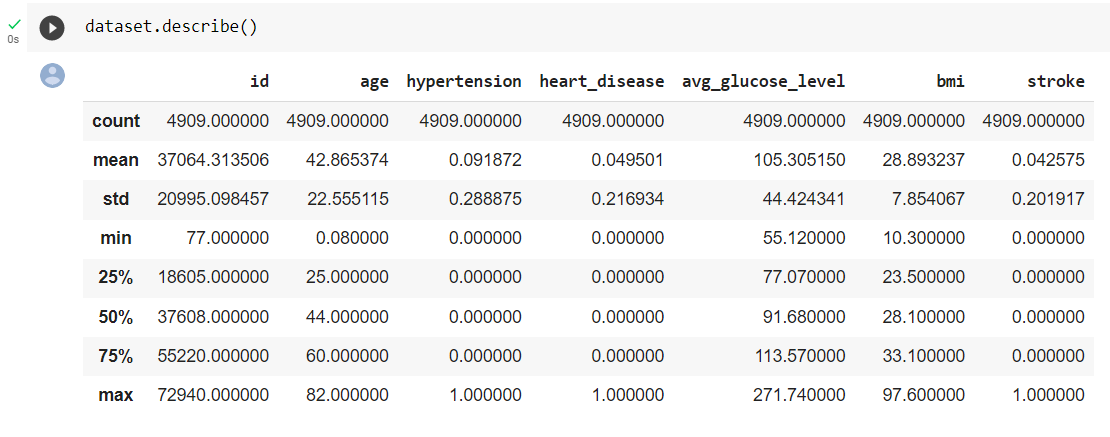 dataset.describe()
0s
id age hypertension heart_disease avg_glucose_level bmi stroke
count 4909.000000 4909.000000 4909.000000 4909.000000 4909.000000 4909.000000 4909.000000
mean 37064.313506 42.865374 0.091872 0.049501 105.305150 28.893237 0.042575
std 20995.098457 22.555115 0.288875 0.216934 44.424341 7.854067 0.201917
min 77.000000 0.080000 0.000000 0.000000 55.120000 10.300000 0.000000
25% 18605.000000 25.000000 0.000000 0.000000 77.070000 23.500000 0.000000
50% 37608.000000 44.000000 0.000000 0.000000 91.680000 28.100000 0.000000
75% 55220.000000 60.000000 0.000000 0.000000 113.570000 33.100000 0.000000
max 72940.000000 82.000000 1.000000 1.000000 271.740000 97.600000 1.000000